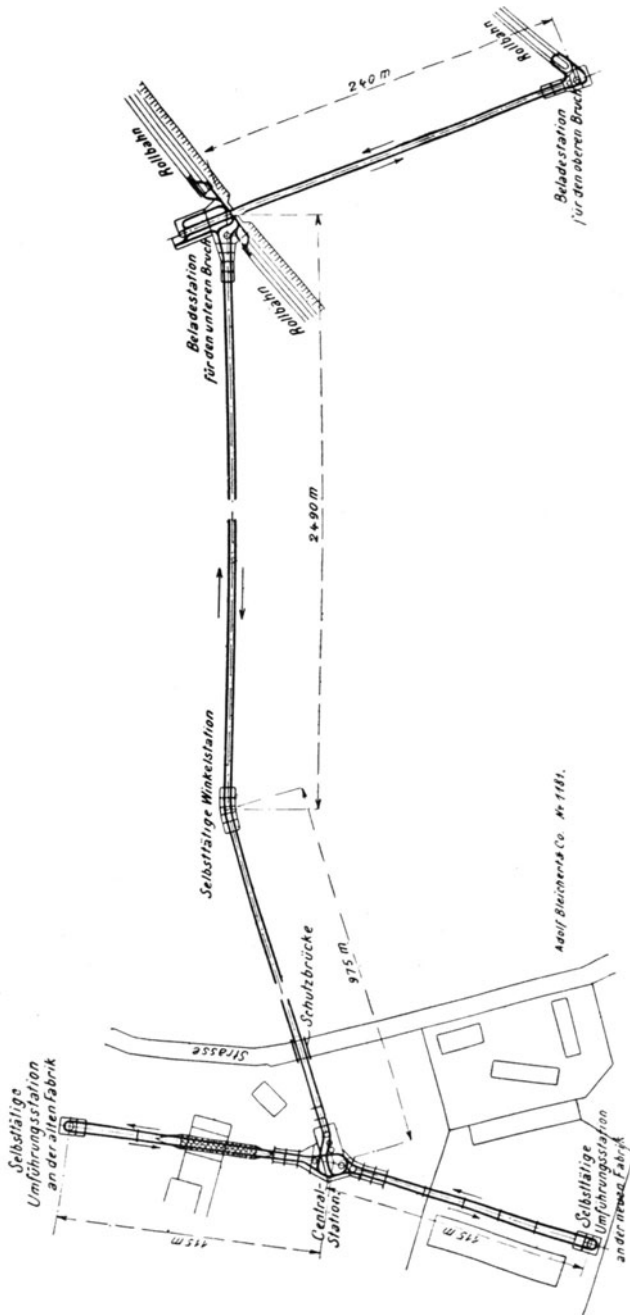 Rollbahn
240 m
Rollbahn
Beladestation
für den oberen Bruch
Rollbahn
Beladestation
für den unteren Bruch
2490 m
Selbsttätige Winkelstation
Adolf Bleichert & Co. Nr 1181.
975 m
Schutzbrücke
Strasse
Selbsttätige
Umführungsstation
an der alten Fabrik
Central-
Station
115 m
115 m
Selbsttätige
Umführungsstation
an der neuen Fabrik